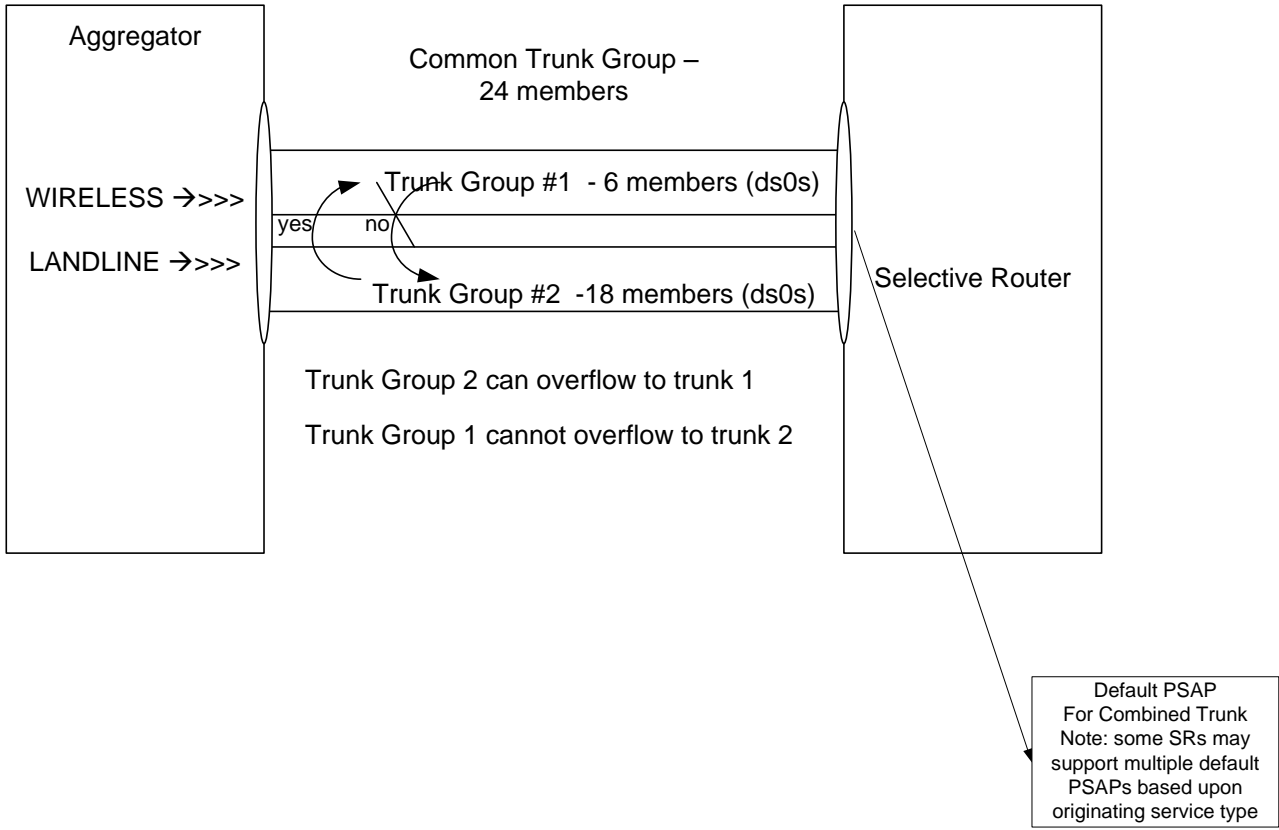 Aggregator
Common Trunk Group –
24 members
WIRELESS →>>>
LANDLINE →>>>
Trunk Group #1 - 6 members (ds0s)
yes
no
Trunk Group #2 -18 members (ds0s)
Selective Router
Trunk Group 2 can overflow to trunk 1
Trunk Group 1 cannot overflow to trunk 2
Default PSAP
For Combined Trunk
Note: some SRs may
support multiple default
PSAPs based upon
originating service type